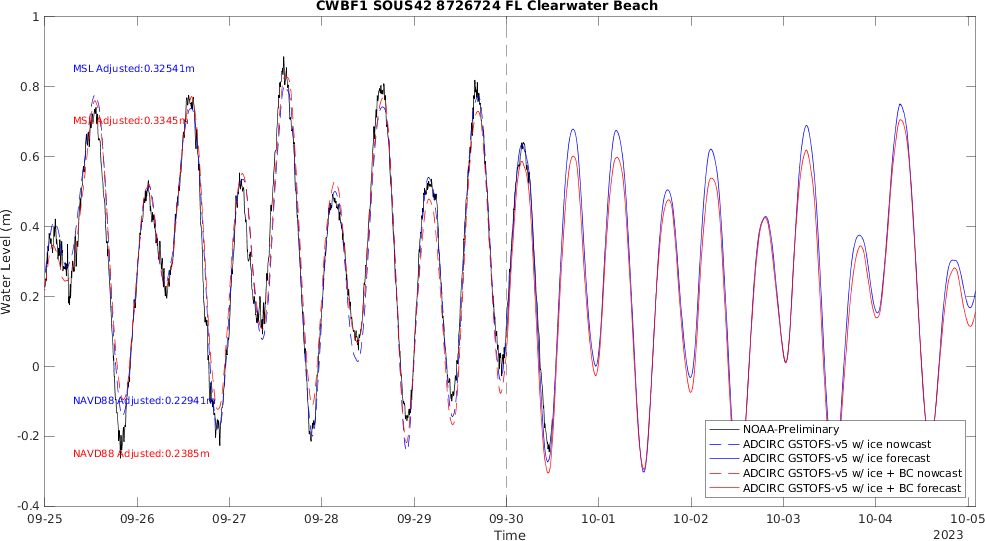 CWBF1 SOUS42 8726724 FL Clearwater Beach
Water Level (m)
1
0.8
0.6
0.4
0.2
0
-0.2
-0.4
MSL Adjusted:0.32541m
MSL Adjusted:0.3345m
NAVD88 Adjusted:0.22941m
NAVD88 Adjusted:0.2385m
NOAA-Preliminary
ADCIRC GSTOFS-v5 w/ ice nowcast
ADCIRC GSTOFS-v5 w/ ice forecast
ADCIRC GSTOFS-v5 w/ ice + BC nowcast
ADCIRC GSTOFS-v5 w/ ice + BC forecast
09-25 09-26 09-27 09-28 09-29 09-30 10-01 10-02 10-03 10-04 10-05
Time
2023